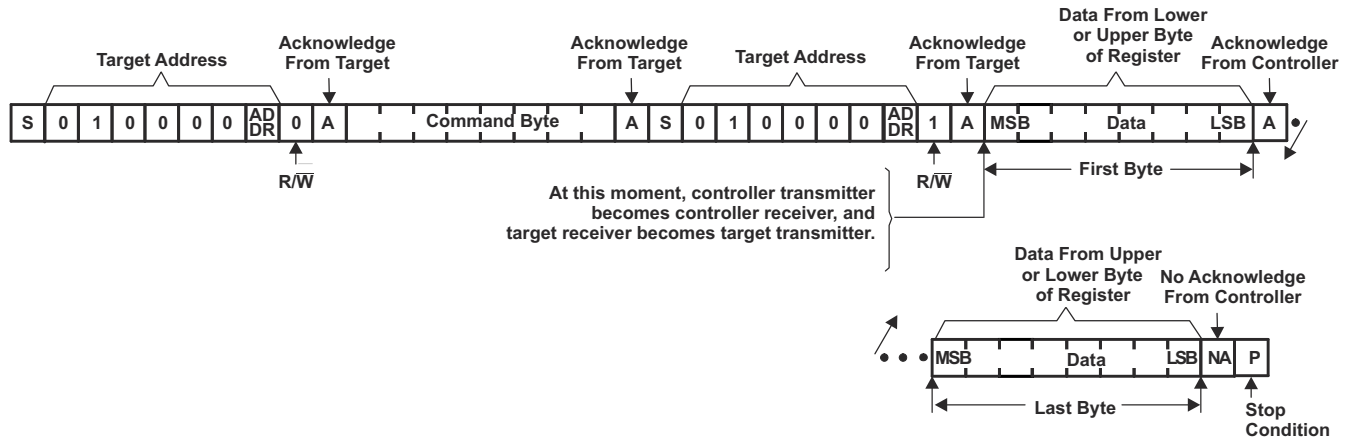 Data From Lower
or Upper Byte
of Register
Acknowledge
From Target
Acknowledge
From Target
Acknowledge
From Target
Acknowledge
From Controller
Target Address
Target Address
S 0 1 0 0 0 0 AD DR 0 A Command Byte A S 0 1 0 0 0 0 AD DR 1 A MSB Data LSB A
R/W̅
R/W̅
First Byte
At this moment, controller transmitter
becomes controller receiver, and
target receiver becomes target transmitter.
Data From Upper
or Lower Byte
of Register
No Acknowledge
From Controller
MSB Data LSB NA P
Last Byte
Stop
Condition